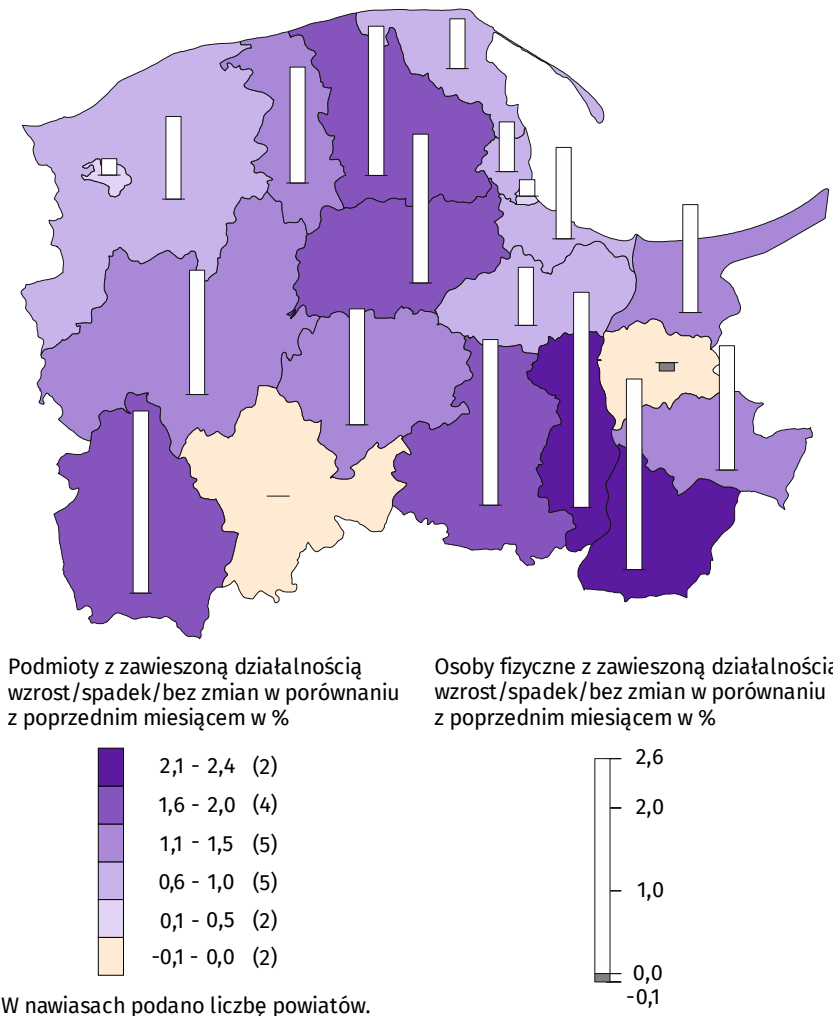 Podmioty z zawieszoną działalnością
wzrost/spadek/bez zmian w porównaniu
z poprzednim miesiącem w %
2,1 - 2,4 (2)
1,6 - 2,0 (4)
1,1 - 1,5 (5)
0,6 - 1,0 (5)
0,1 - 0,5 (2)
-0,1 - 0,0 (2)
W nawiasach podano liczbę powiatów.
Osoby fizyczne z zawieszoną działalnościa
wzrost/spadek/bez zmian w porównaniu
z poprzednim miesiącem w %
2,6
2,0
1,0
0,0
-0,1